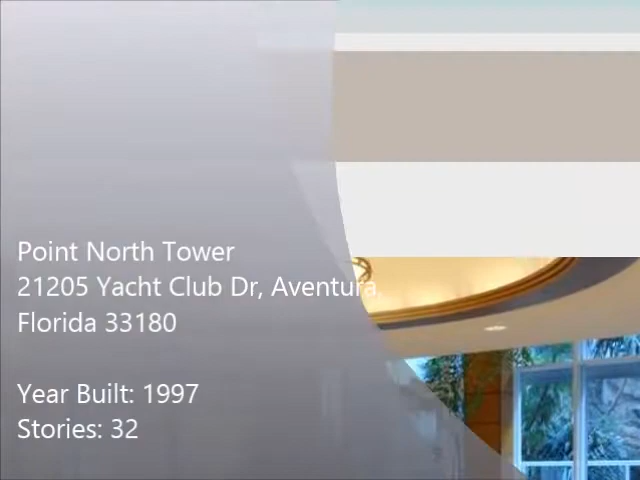 Point North Tower
21205 Yacht Club Dr, Aventura,
Florida 33180
Year Built: 1997
Stories: 32